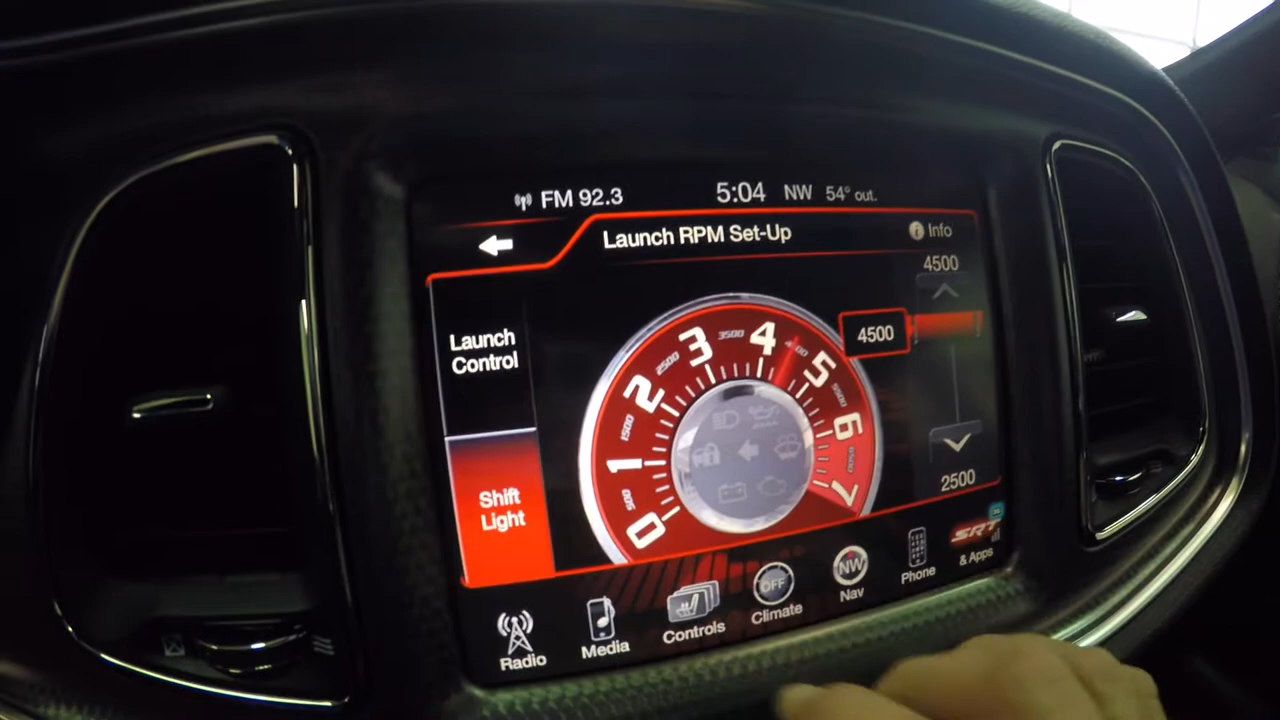 FM 92.3 5:04 NW 54° out.
Launch RPM Set-Up
Info
4500
Launch
Control
4500
Shift
Light
0 500 1 1500 2 2500 3 3500 4 5 5500 6 7
2500
Radio
Media
Controls
OFF
Climate
NW
Nav
Phone
SRT
& Apps